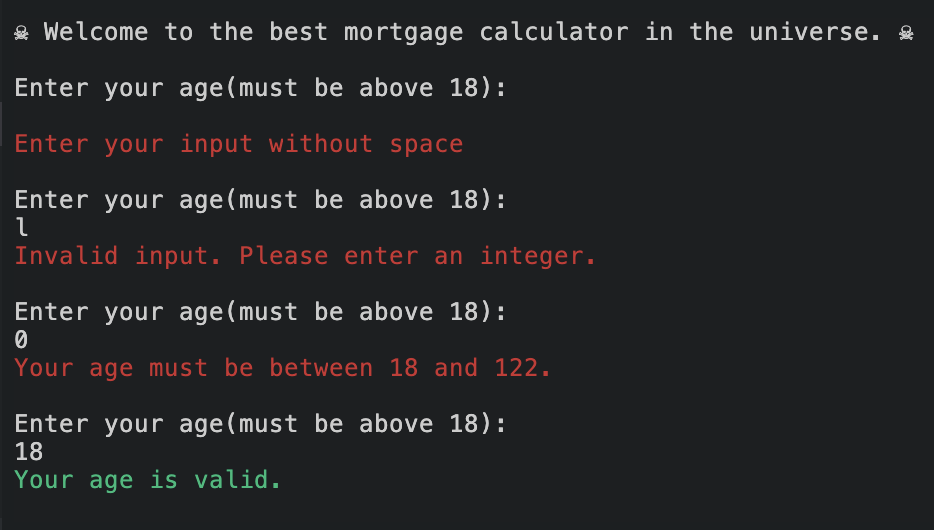 ☠ Welcome to the best mortgage calculator in the universe. ☠
Enter your age(must be above 18):
Enter your input without space
Enter your age(must be above 18):
l
Invalid input. Please enter an integer.
Enter your age(must be above 18):
0
Your age must be between 18 and 122.
Enter your age(must be above 18):
18
Your age is valid.